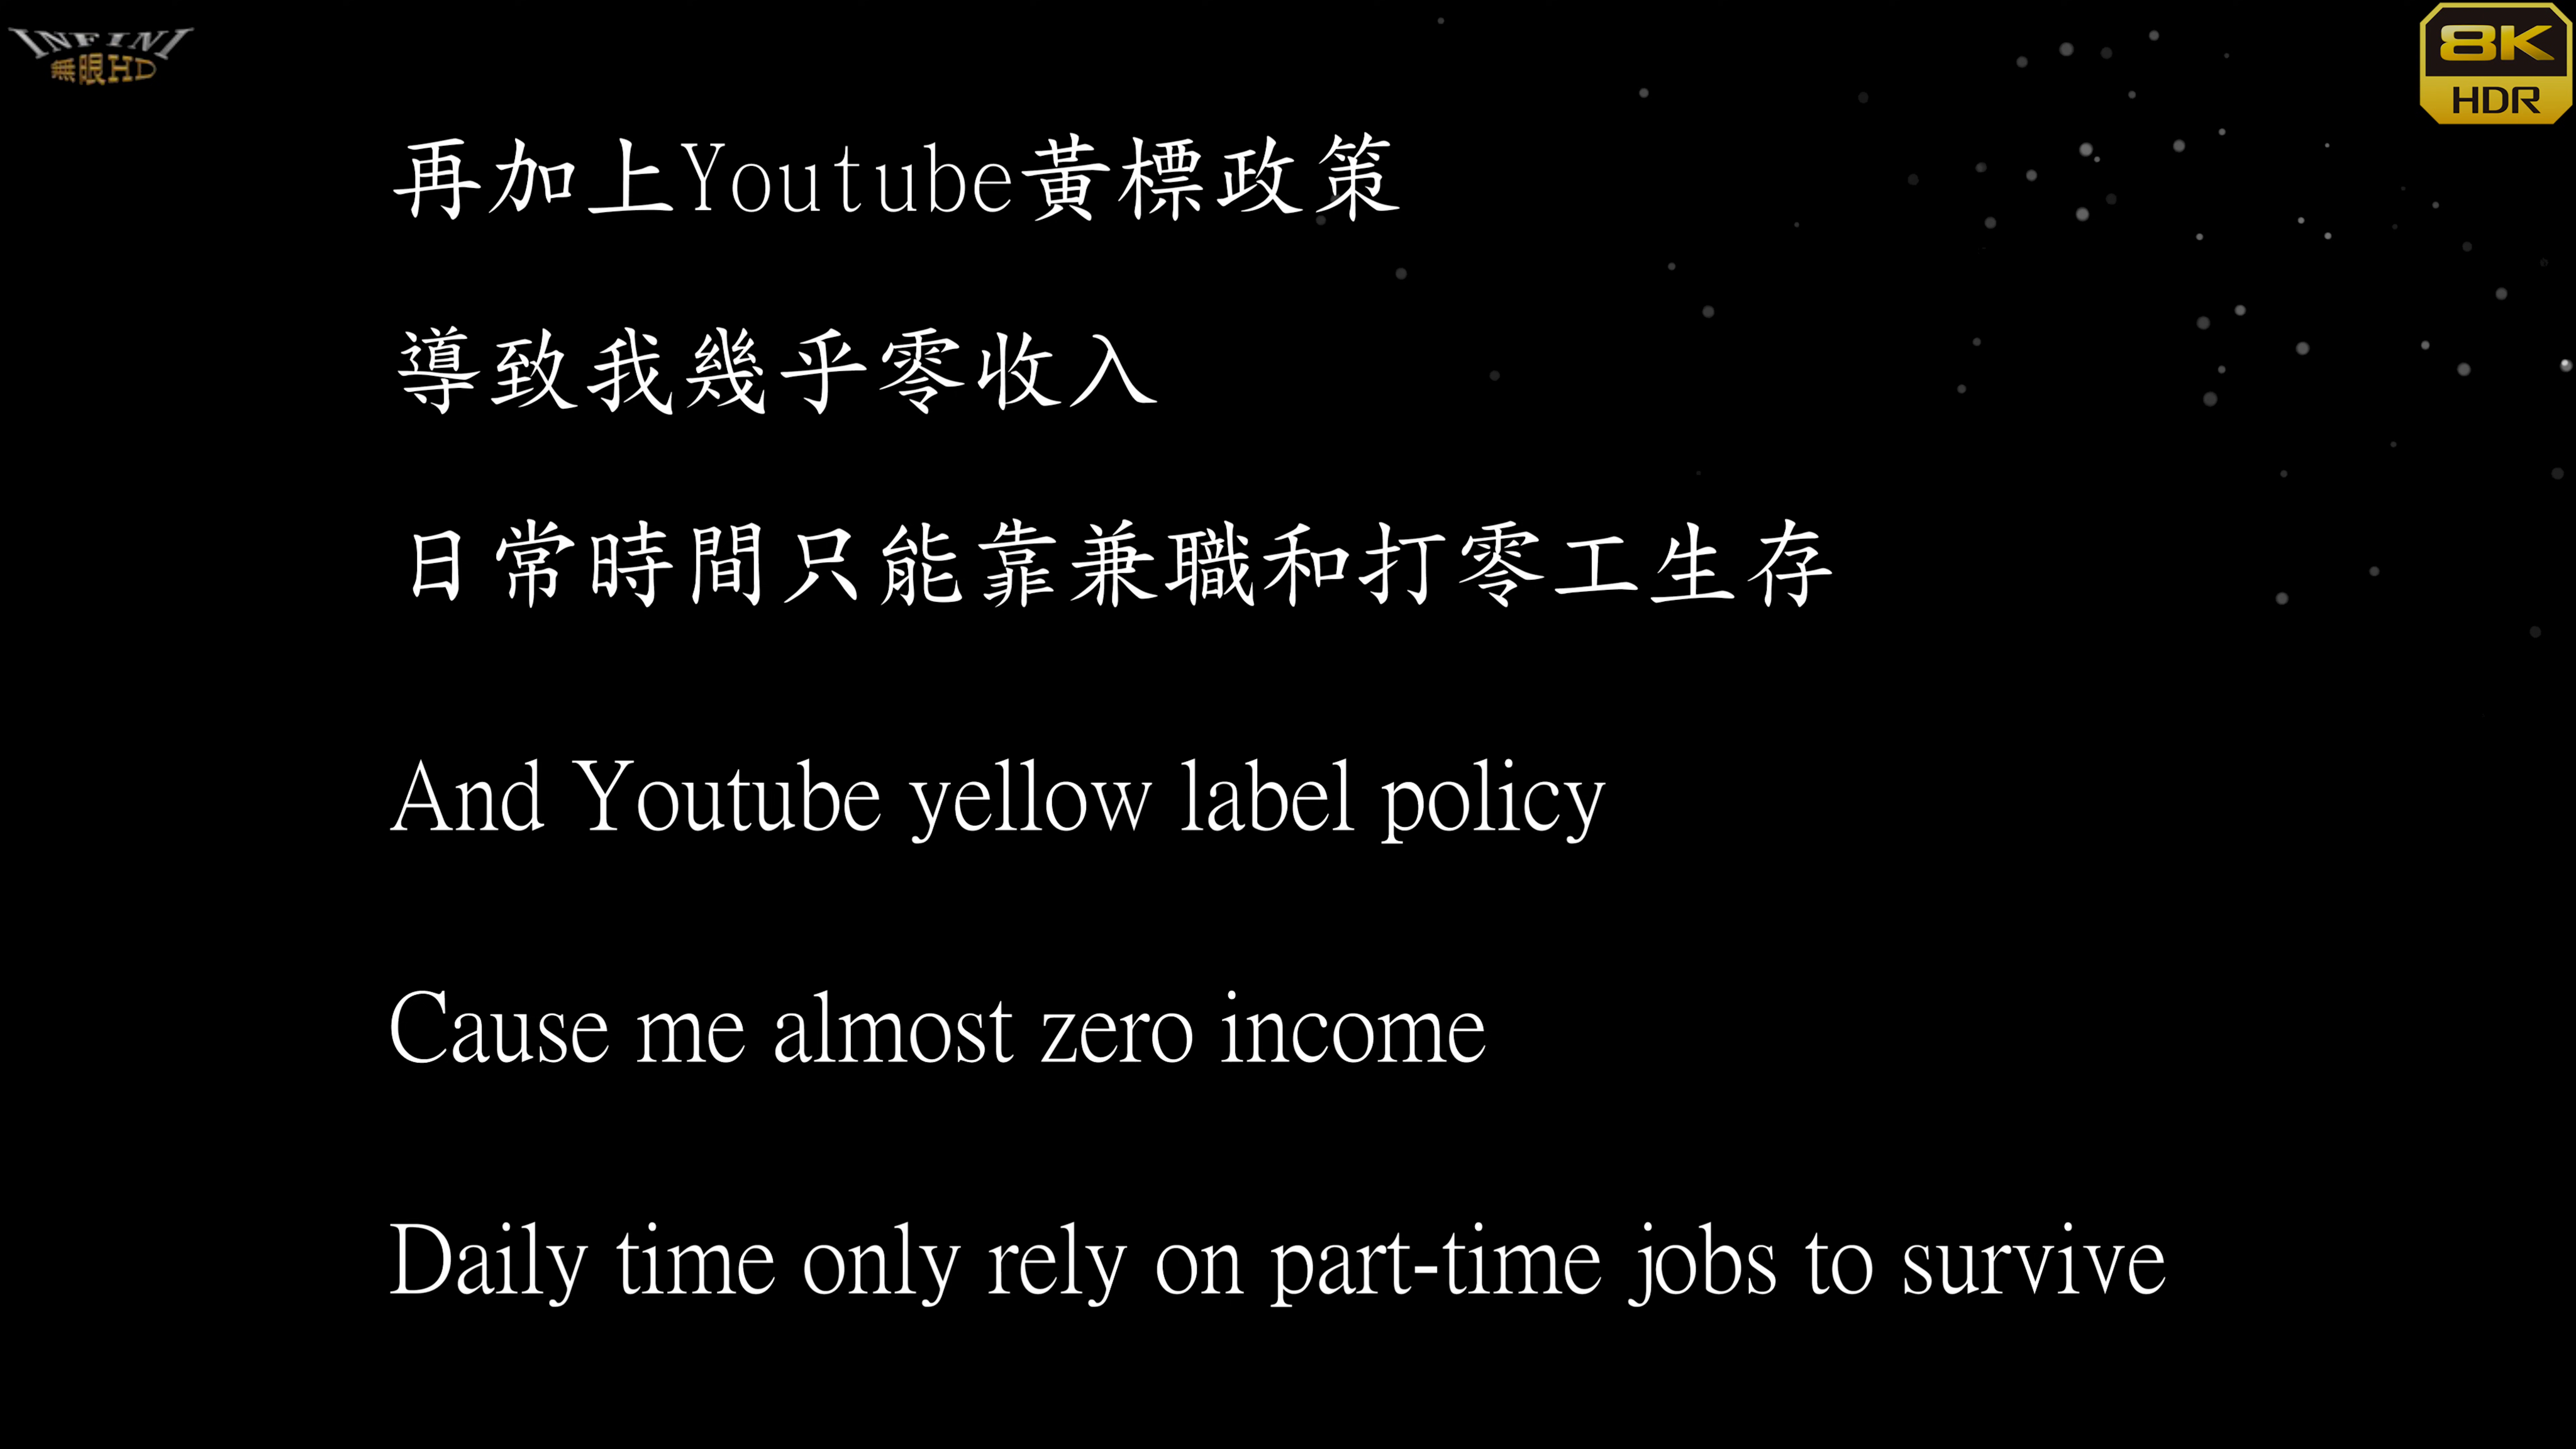 INFINI
無限HD
8K
HDR
再加上Youtube黃標政策
導致我幾乎零收入
日常時間只能靠兼職和打零工生存
And Youtube yellow label policy
Cause me almost zero income
Daily time only rely on part-time jobs to survive